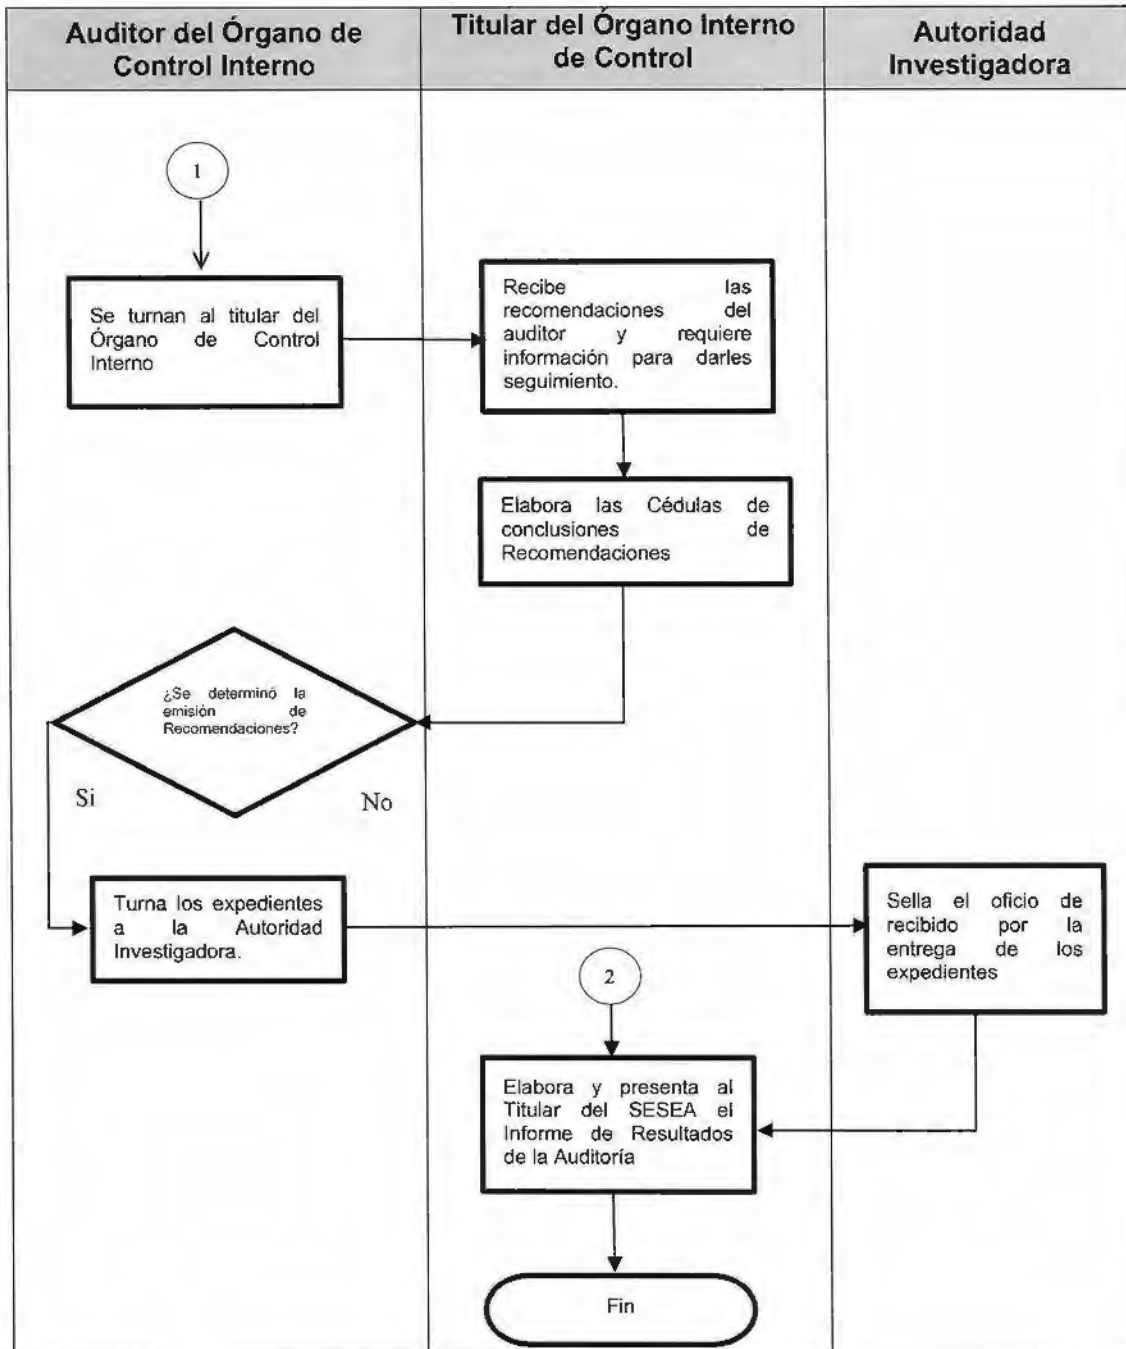 Auditor del Órgano de
Control Interno
Titular del Órgano Interno
de Control
Autoridad
Investigadora
1
Se turnan al titular del
Órgano de Control
Interno
Recibe las
recomendaciones del
auditor y requiere
información para darles
seguimiento.
Elabora las Cédulas de
conclusiones de
Recomendaciones
¿Se determinó la
emisión de
Recomendaciones?
Si
No
Turna los expedientes
a la Autoridad
Investigadora.
Sella el oficio de
recibido por la
entrega de los
expedientes
2
Elabora y presenta al
Titular del SESEA el
Informe de Resultados
de la Auditoría
Fin